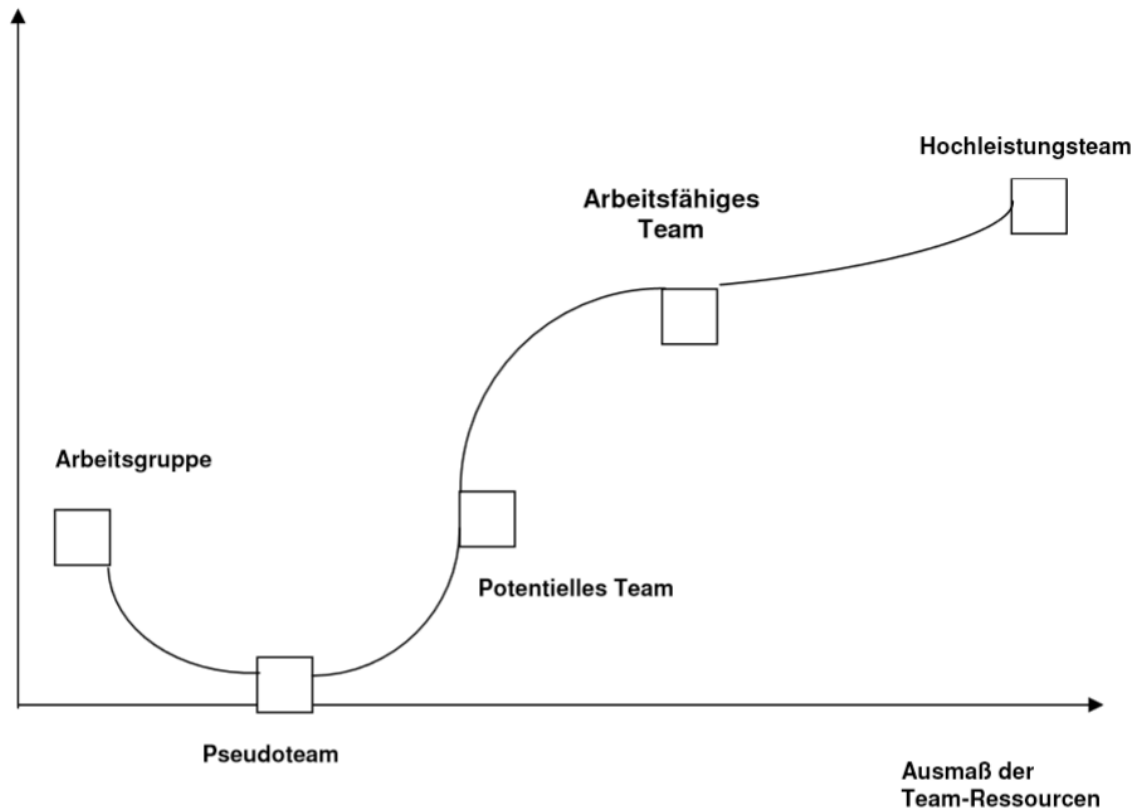 Hochleistungsteam
Arbeitsfähiges
Team
Arbeitsgruppe
Potentielles Team
Pseudoteam
Ausmaß der
Team-Ressourcen